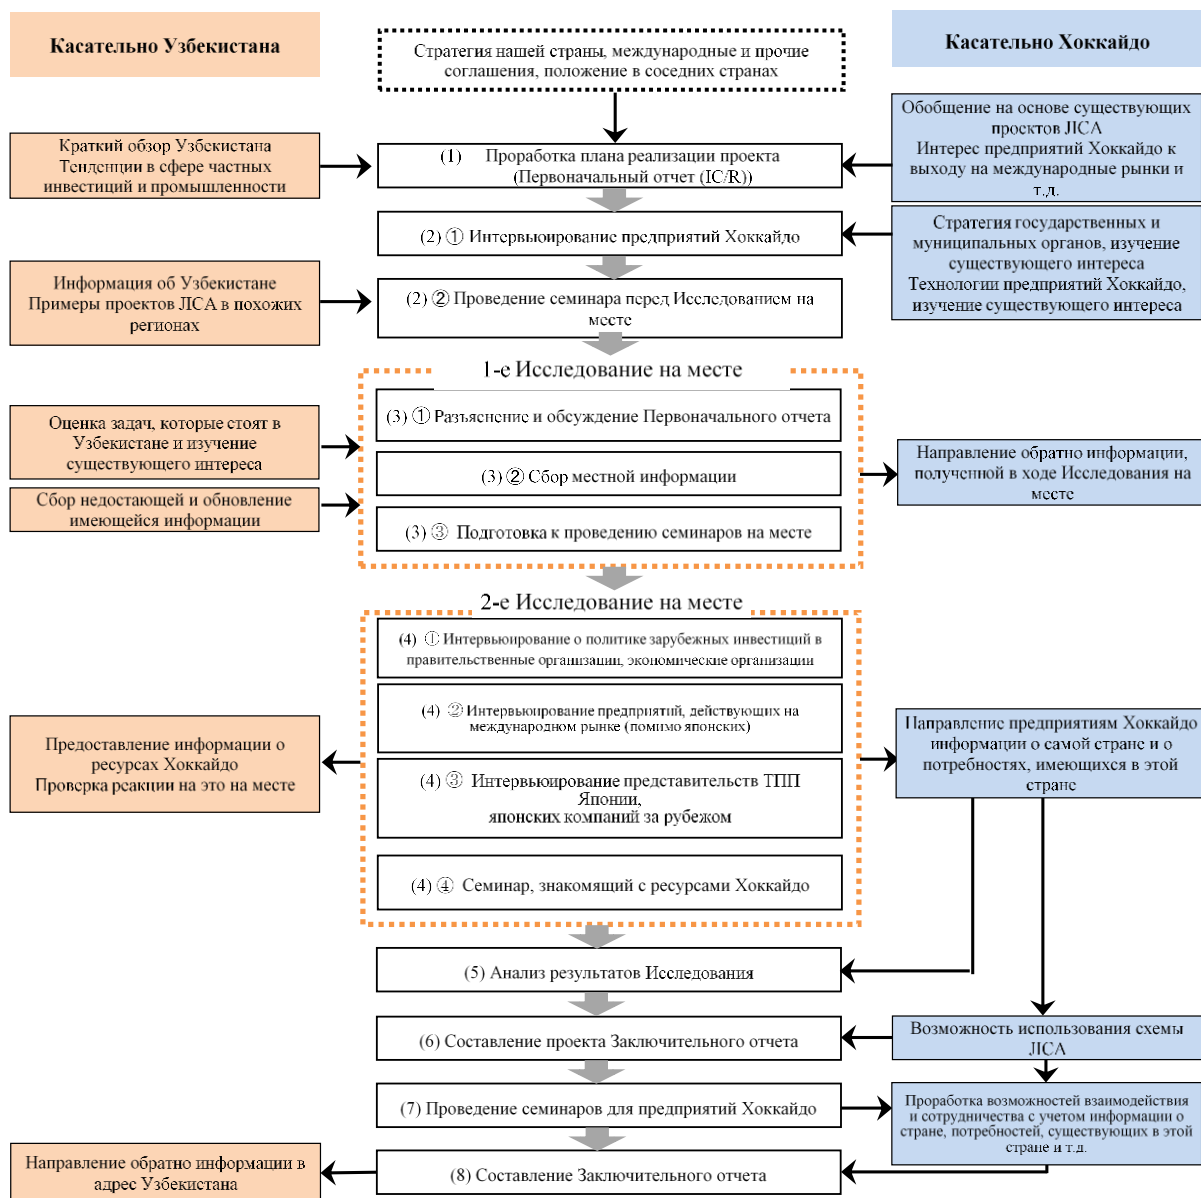 Касательно Узбекистана
Стратегия нашей страны, международные и прочие
соглашения, положение в соседних странах
Касательно Хоккайдо
Краткий обзор Узбекистана
Тенденции в сфере частных
инвестиций и промышленности
(1) Проработка плана реализации проекта
(Первоначальный отчет (IC/R))
Обобщение на основе существующих
проектов JICA
Интерес предприятий Хоккайдо к
выходу на международные рынки и
т.д.
(2) ① Интервьюирование предприятий Хоккайдо
Стратегия государственных и
муниципальных органов, изучение
существующего интереса
Технологии предприятий Хоккайдо,
изучение существующего интереса
Информация об Узбекистане
Примеры проектов JICA в похожих
регионах
(2) ② Проведение семинара перед Исследованием на
месте
1-е Исследование на месте
(3) ① Разъяснение и обсуждение Первоначального отчета
Оценка задач, которые стоят в
Узбекистане и изучение
существующего интереса
(3) ② Сбор местной информации
Направление обратно информации,
полученной в ходе Исследования на
месте
Сбор недостающей и обновление
имеющейся информации
(3) ③ Подготовка к проведению семинаров на месте
2-е Исследование на месте
(4) ① Интервьюирование о политике зарубежных инвестиций в
правительственные организации, экономические организации
(4) ② Интервьюирование предприятий, действующих на
международном рынке (помимо японских)
Предоставление информации о
ресурсах Хоккайдо
Проверка реакции на это на месте
Направление предприятиям Хоккайдо
информации о самой стране и о
потребностях, имеющихся в этой
стране
(4) ③ Интервьюирование представительств ТПП
Японии,
японских компаний за рубежом
(4) ④ Семинар, знакомящий с ресурсами Хоккайдо
(5) Анализ результатов Исследования
(6) Составление проекта Заключительного отчета
Возможность использования схемы
JICA
(7) Проведение семинаров для предприятий Хоккайдо
Проработка возможностей взаимодействия
и сотрудничества с учетом информации о
стране, потребностей, существующих в этой
стране и т.д.
Направление обратно информации в
адрес Узбекистана
(8) Составление Заключительного отчета